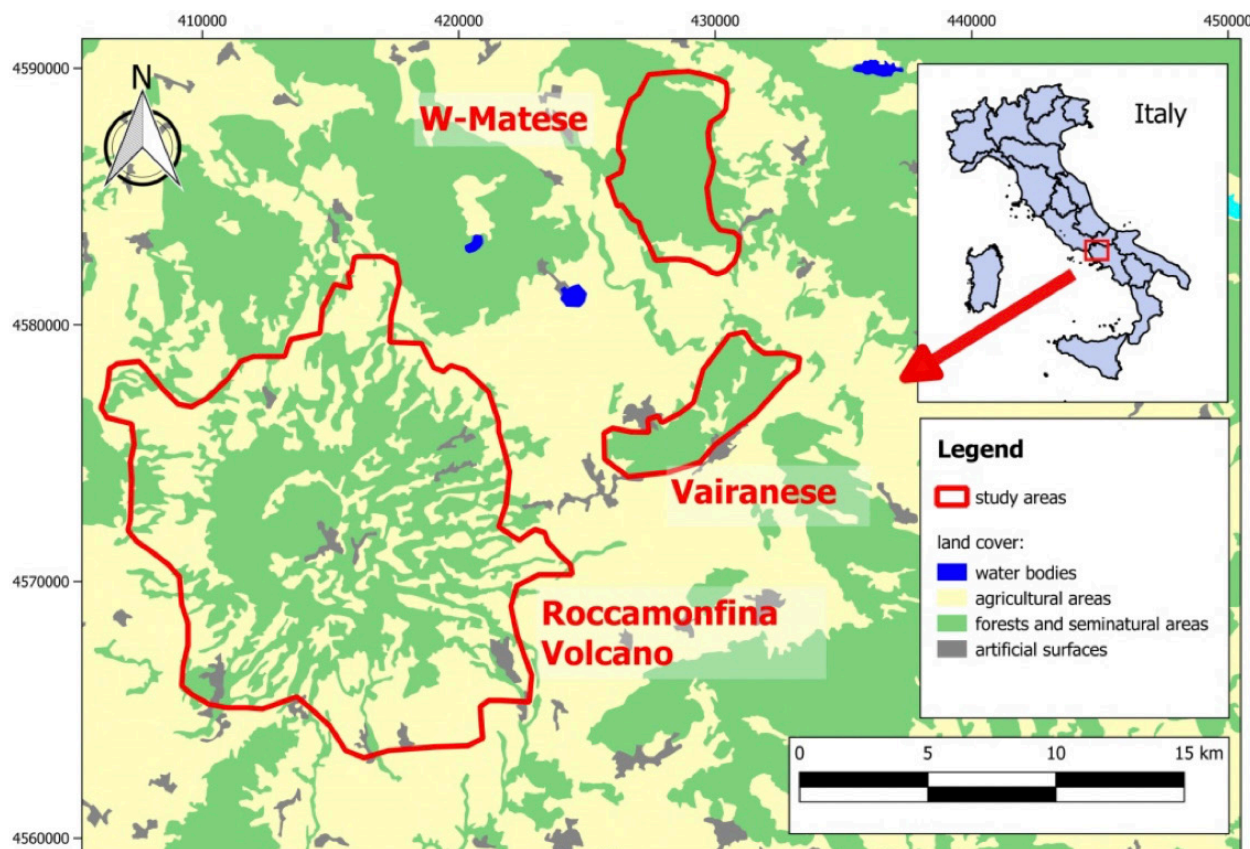 410000
420000
430000
440000
450000
4590000
4580000
4570000
4560000
N
W-Matese
Vairanese
Roccamonfina
Volcano
Italy
Legend
study areas
land cover:
water bodies
agricultural areas
forests and seminatural areas
artificial surfaces
0 5 10 15 km